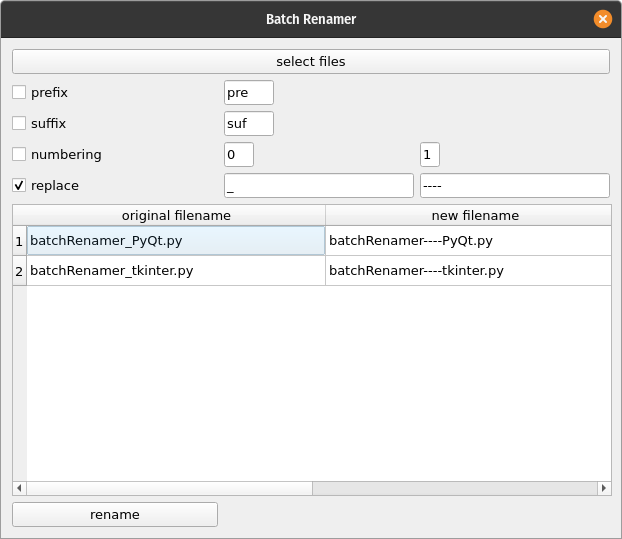 Batch Renamer
select files
prefix pre
suffix suf
numbering 0 1
replace _ ----
original filename new filename
1 batchRenamer_PyQt.py batchRenamer----PyQt.py
2 batchRenamer_tkinter.py batchRenamer----tkinter.py
rename